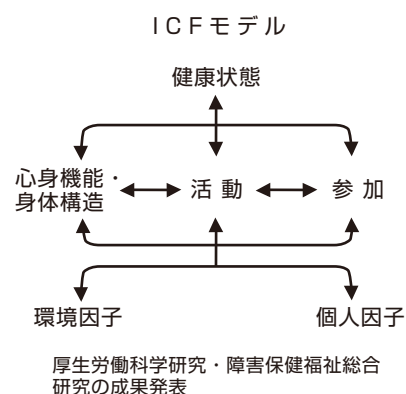 ICFモデル
健康状態
心身機能・
身体構造
活動
参加
環境因子
個人因子
厚生労働科学研究・障害保健福祉総合
研究の成果発表